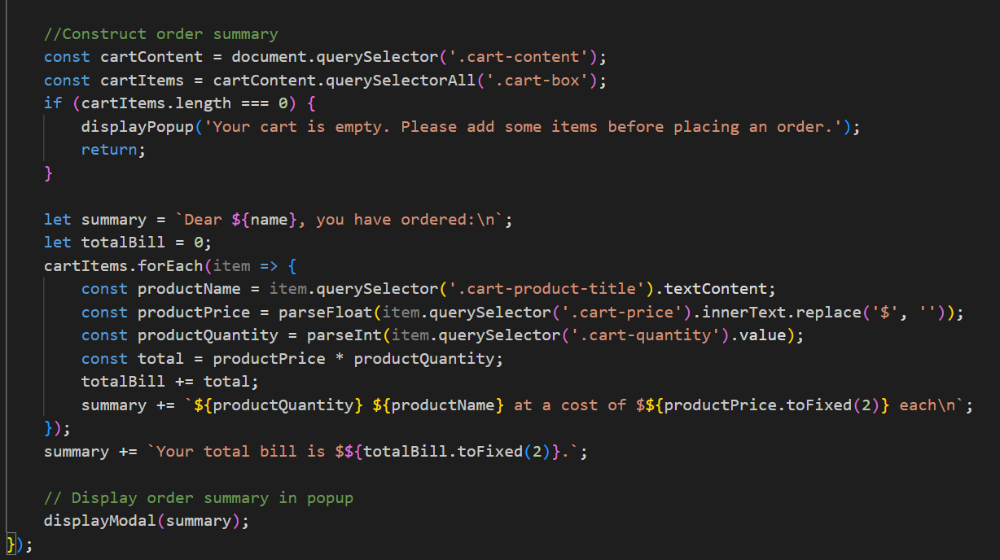 //Construct order summary
const cartContent = document.querySelector('.cart-content');
const cartItems = cartContent.querySelectorAll('.cart-box');
if (cartItems.length === 0) {
displayPopup('Your cart is empty. Please add some items before placing an order.');
return;
}
let summary = `Dear ${name}, you have ordered:\n`;
let totalBill = 0;
cartItems.forEach(item => {
const productName = item.querySelector('.cart-product-title').textContent;
const productPrice = parseFloat(item.querySelector('.cart-price').innerText.replace('$', ''));
const productQuantity = parseInt(item.querySelector('.cart-quantity').value);
const total = productPrice * productQuantity;
totalBill += total;
summary += `${productQuantity} ${productName} at a cost of $${productPrice.toFixed(2)} each\n`;
});
summary += `Your total bill is $${totalBill.toFixed(2)}.`;
// Display order summary in popup
displayModal(summary);
});